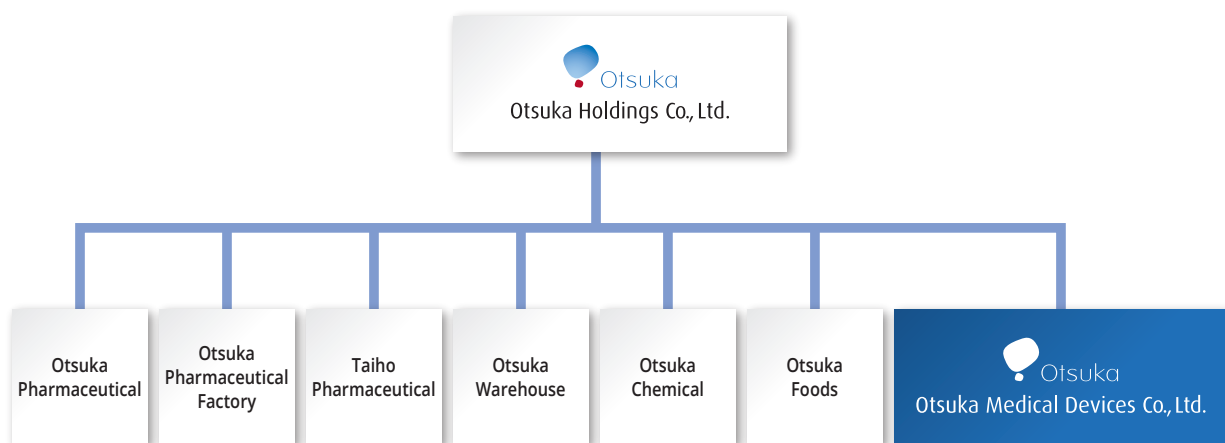 Otsuka
Otsuka Holdings Co., Ltd.
Otsuka
Pharmaceutical
Otsuka
Pharmaceutical
Factory
Taiho
Pharmaceutical
Otsuka
Warehouse
Otsuka
Chemical
Otsuka
Foods
Otsuka
Otsuka Medical Devices Co., Ltd.